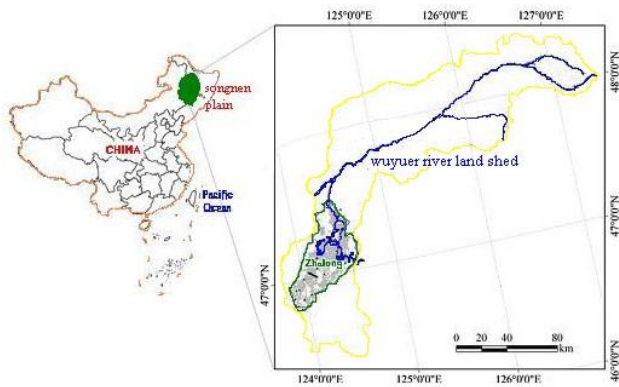 songnen
plain
CHINA
Pacific
Ocean
125°0'0"E
126°0'0"E
127°0'0"E
48°0'0"N
wuyuer river land shed
47°0'0"N
Zhalong
47°0'0"N
0 20 40 80
km
46°0'0"N
124°0'0"E
125°0'0"E
126°0'0"E